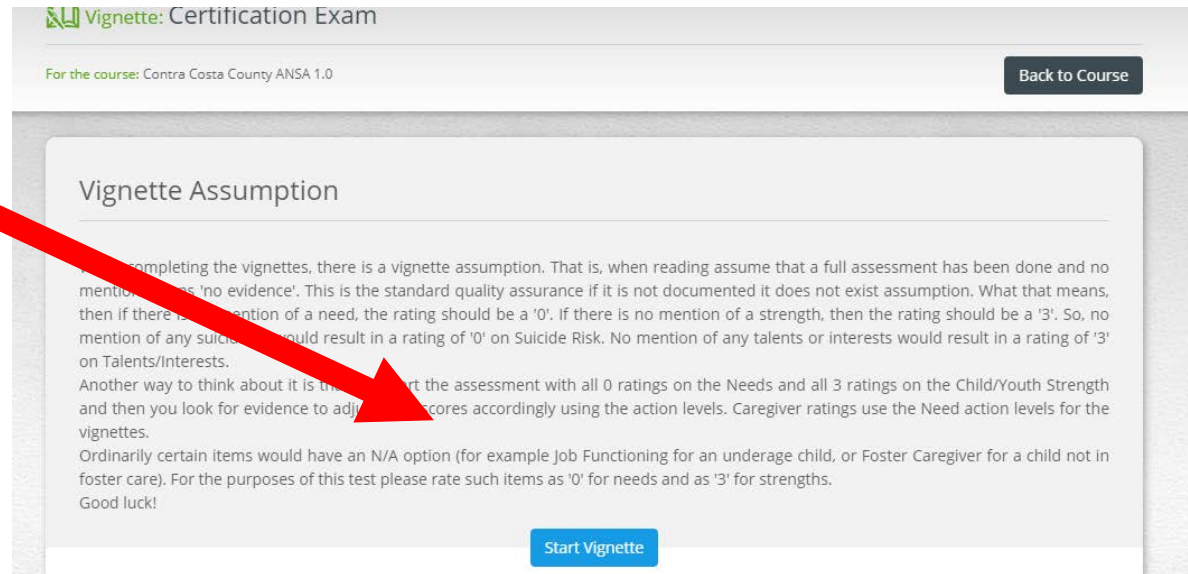 Vignette: Certification Exam
For the course: Contra Costa County ANSA 1.0
Back to Course
Vignette Assumption
completing the vignettes, there is a vignette assumption. That is, when reading assume that a full assessment has been done and no
mention 'no evidence'. This is the standard quality assurance if it is not documented it does not exist assumption. What that means,
then if there mention of a need, the rating should be a '0'. If there is no mention of a strength, then the rating should be a '3'. So, no
mention of any would result in a rating of '0' on Suicide Risk. No mention of any talents or interests would result in a rating of '3'
on Talents/Interests.
Another way to think about it is the assessment with all 0 ratings on the Needs and all 3 ratings on the Child/Youth Strength
and then you look for evidence to scores accordingly using the action levels. Caregiver ratings use the Need action levels for the
vignettes.
Ordinarily certain items would have an N/A option (for example Job Functioning for an underage child, or Foster Caregiver for a child not in
foster care). For the purposes of this test please rate such items as '0' for needs and as '3' for strengths.
Good luck!
Start Vignette